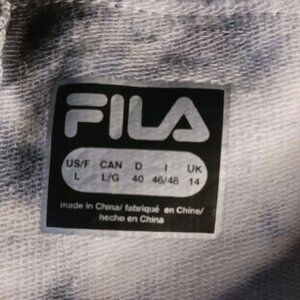 FILA
US/F CAN D I UK
L L/G 40 46/48 14
made in China/ fabriqué en Chine/
hecho en China